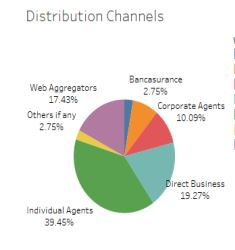 Distribution Channels
Bancasurance
2.75%
Corporate Agents
10.09%
Direct Business
19.27%
Individual Agents
39.45%
Others if any
2.75%
Web Aggregators
17.43%